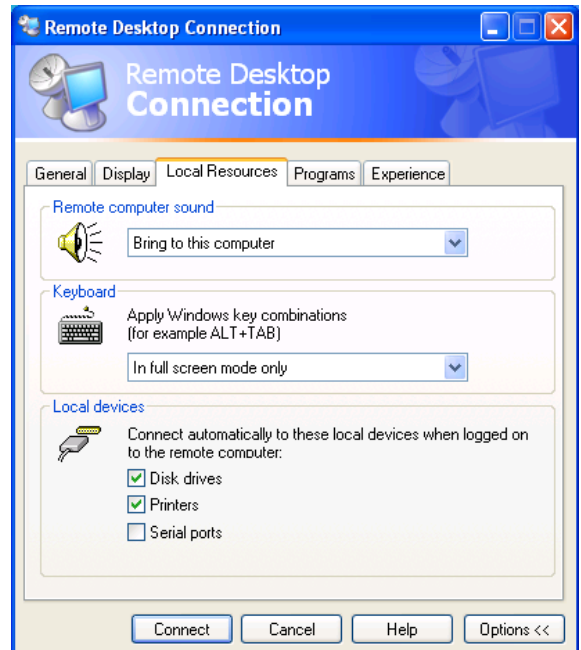 Remote Desktop Connection
Remote Desktop
Connection
General Display Local Resources Programs Experience
Remote computer sound
Bring to this computer
Keyboard
Apply Windows key combinations
(for example ALT+TAB)
In full screen mode only
Local devices
Connect automatically to these local devices when logged on
to the remote computer:
Disk drives
Printers
Serial ports
Connect Cancel Help Options <<